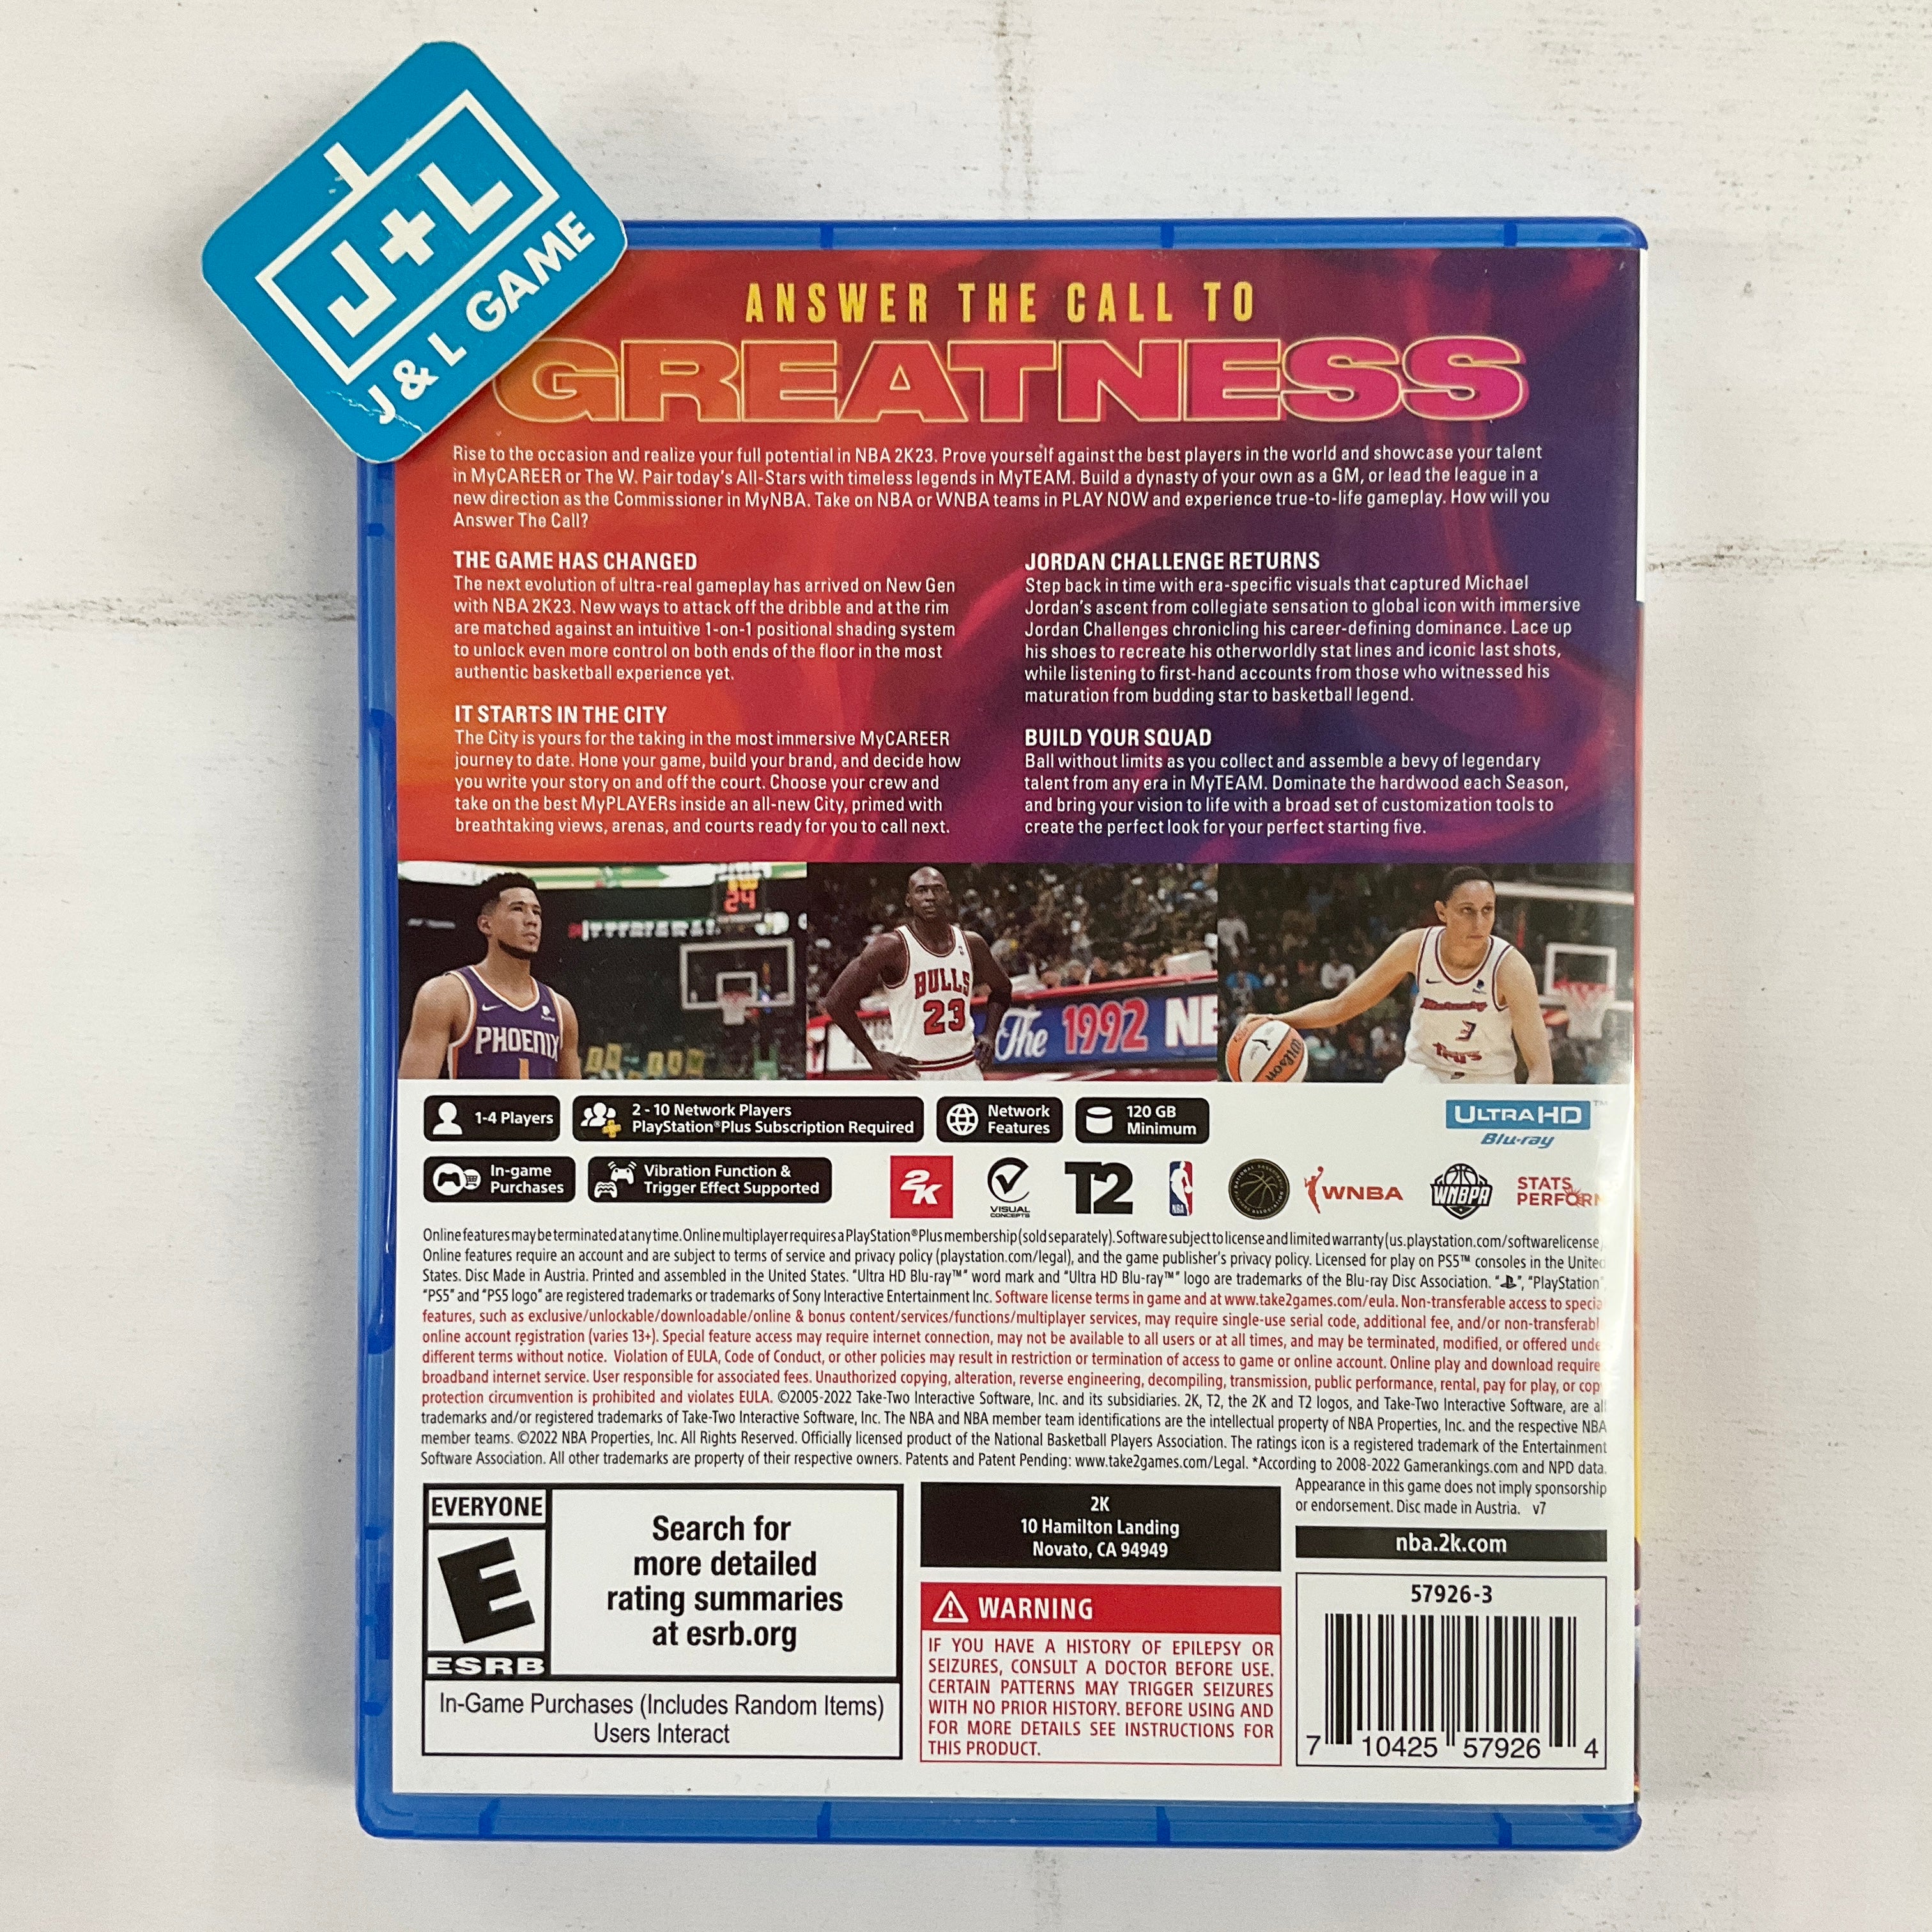 J+L
J & L GAME
ANSWER THE CALL TO
GREATNESS
Rise to the occasion and realize your full potential in NBA 2K23. Prove yourself against the best players in the world and showcase your talent
in MyCAREER or The W. Pair today's All-Stars with timeless legends in MyTEAM. Build a dynasty of your own as a GM, or lead the league in a
new direction as the Commissioner in MyNBA. Take on NBA or WNBA teams in PLAY NOW and experience true-to-life gameplay. How will you
Answer The Call?
THE GAME HAS CHANGED
The next evolution of ultra-real gameplay has arrived on New Gen
with NBA 2K23. New ways to attack off the dribble and at the rim
are matched against an intuitive 1-on-1 positional shading system
to unlock even more control on both ends of the floor in the most
authentic basketball experience yet.
IT STARTS IN THE CITY
The City is yours for the taking in the most immersive MyCAREER
journey to date. Hone your game, build your brand, and decide how
you write your story on and off the court. Choose your crew and
take on the best MyPLAYERs inside an all-new City, primed with
breathtaking views, arenas, and courts ready for you to call next.
JORDAN CHALLENGE RETURNS
Step back in time with era-specific visuals that captured Michael
Jordan's ascent from collegiate sensation to global icon with immersive
Jordan Challenges chronicling his career-defining dominance. Lace up
his shoes to recreate his otherworldly stat lines and iconic last shots,
while listening to first-hand accounts from those who witnessed his
maturation from budding star to basketball legend.
BUILD YOUR SQUAD
Ball without limits as you collect and assemble a bevy of legendary
talent from any era in MyTEAM. Dominate the hardwood each Season,
and bring your vision to life with a broad set of customization tools to
create the perfect look for your perfect starting five.
24
PHOENIX
1
BULLS
23
The 1992 NE
Mercury
3
Wilson
1-4 Players
2 - 10 Network Players
PlayStation®Plus Subscription Required
Network
Features
120 GB
Minimum
ULTRA HD™
Blu-ray
In-game
Purchases
Vibration Function &
Trigger Effect Supported
2K
VISUAL
CONCEPTS
T2
NBA
WNBA
WNBPA
STATS
PERFORM
Online features may be terminated at any time. Online multiplayer requires a PlayStation®Plus membership (sold separately). Software subject to license and limited warranty (us.playstation.com/softwarelicense
Online features require an account and are subject to terms of service and privacy policy (playstation.com/legal), and the game publisher's privacy policy. Licensed for play on PS5™ consoles in the United
States. Disc Made in Austria. Printed and assembled in the United States. "Ultra HD Blu-ray™" word mark and "Ultra HD Blu-ray™" logo are trademarks of the Blu-ray Disc Association. "", "PlayStation",
"PS5" and "PS5 logo" are registered trademarks or trademarks of Sony Interactive Entertainment Inc. Software license terms in game and at www.take2games.com/eula. Non-transferable access to specia
features, such as exclusive/unlockable/downloadable/online & bonus content/services/functions/multiplayer services, may require single-use serial code, additional fee, and/or non-transferabl
online account registration (varies 13+). Special feature access may require internet connection, may not be available to all users or at all times, and may be terminated, modified, or offered unde
different terms without notice. Violation of EULA, Code of Conduct, or other policies may result in restriction or termination of access to game or online account. Online play and download require
broadband internet service. User responsible for associated fees. Unauthorized copying, alteration, reverse engineering, decompiling, transmission, public performance, rental, pay for play, or cop
protection circumvention is prohibited and violates EULA. ©2005-2022 Take-Two Interactive Software, Inc. and its subsidiaries. 2K, T2, the 2K and T2 logos, and Take-Two Interactive Software, are all
trademarks and/or registered trademarks of Take-Two Interactive Software, Inc. The NBA and NBA member team identifications are the intellectual property of NBA Properties, Inc. and the respective NBA
member teams. ©2022 NBA Properties, Inc. All Rights Reserved. Officially licensed product of the National Basketball Players Association. The ratings icon is a registered trademark of the Entertainment
Software Association. All other trademarks are property of their respective owners. Patents and Patent Pending: www.take2games.com/Legal. *According to 2008-2022 Gamerankings.com and NPD data.
Appearance in this game does not imply sponsorship
or endorsement. Disc made in Austria. v7
EVERYONE
E
ESRB
Search for
more detailed
rating summaries
at esrb.org
In-Game Purchases (Includes Random Items)
Users Interact
2K
10 Hamilton Landing
Novato, CA 94949
WARNING
IF YOU HAVE A HISTORY OF EPILEPSY OR
SEIZURES, CONSULT A DOCTOR BEFORE USE.
CERTAIN PATTERNS MAY TRIGGER SEIZURES
WITH NO PRIOR HISTORY. BEFORE USING AND
FOR MORE DETAILS SEE INSTRUCTIONS FOR
THIS PRODUCT.
nba.2k.com
57926-3
7 10425 57926 4